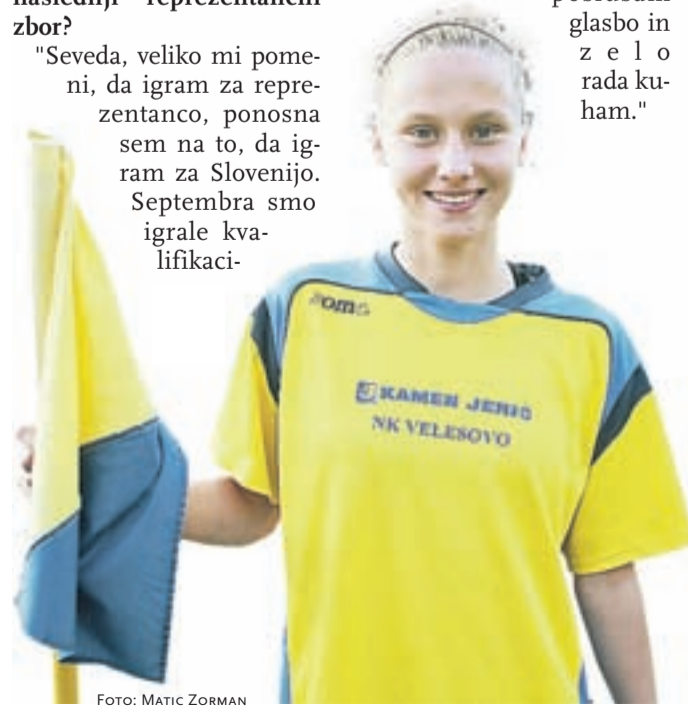 zbor?
"Seveda, veliko mi pome-
ni, da igram za repre-
zentanco, ponosna
sem na to, da ig-
ram za Slovenijo.
Septembra smo
igrale kva-
lifikaci-
glasbo in
z e l o
rada ku-
ham."
KAMEN JERIČ
NK VELESOVO
FOTO: MATIC ZORMAN